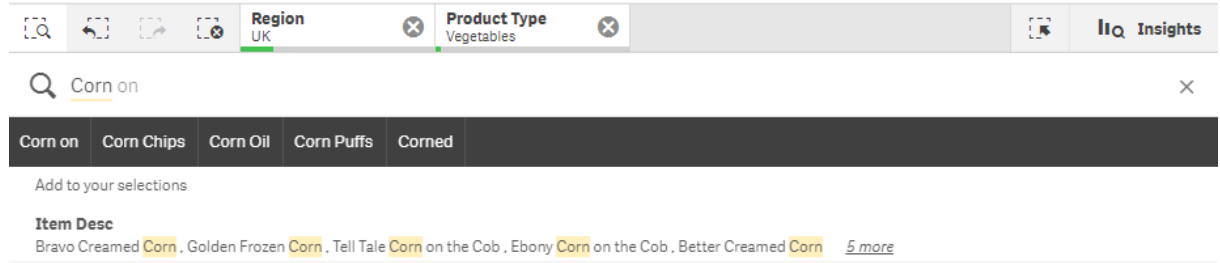 Region
UK
Product Type
Vegetables
Insights
Corn on
Corn on Corn Chips Corn Oil Corn Puffs Corned
Add to your selections
Item Desc
Bravo Creamed Corn , Golden Frozen Corn , Tell Tale Corn on the Cob , Ebony Corn on the Cob , Better Creamed Corn 5 more